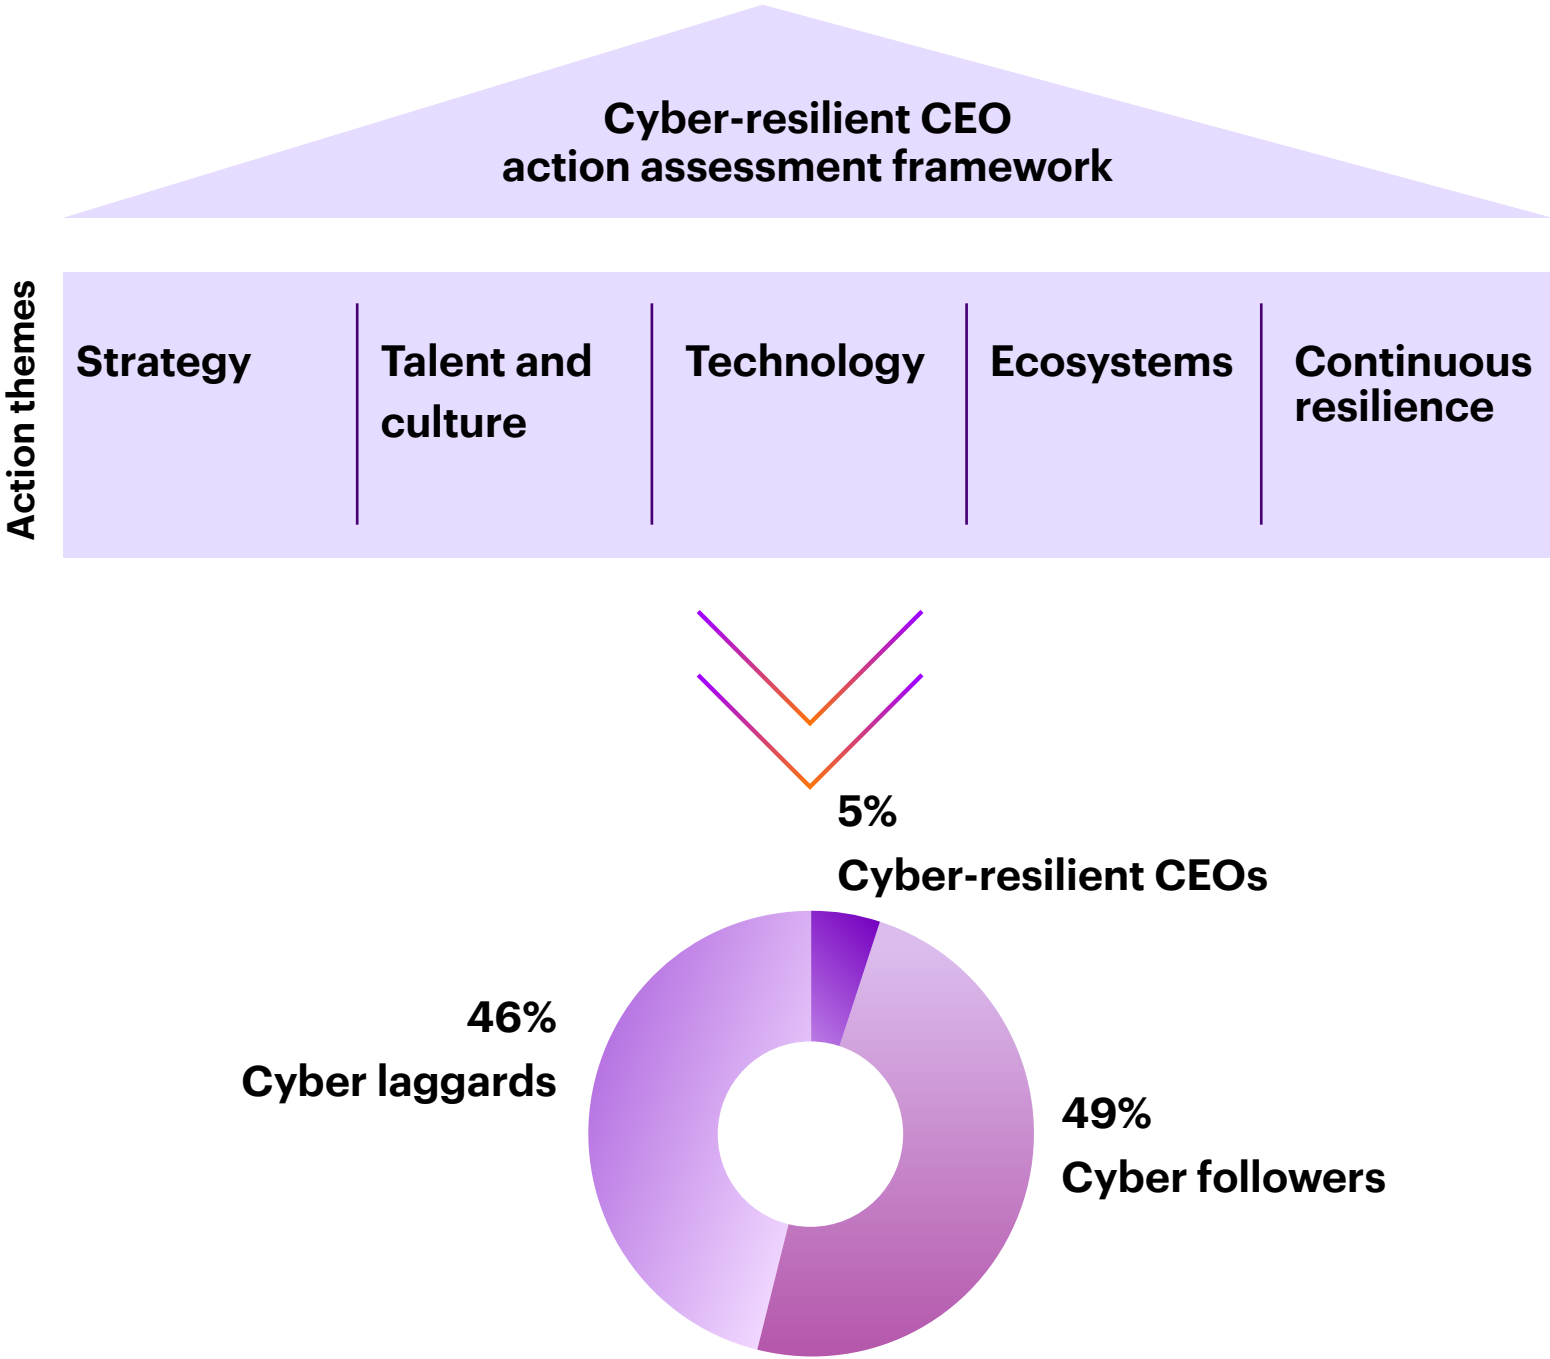 Cyber-resilient CEO
action assessment framework
Action themes
Strategy
Talent and
culture
Technology
Ecosystems
Continuous
resilience
5%
Cyber-resilient CEOs
46%
Cyber laggards
49%
Cyber followers